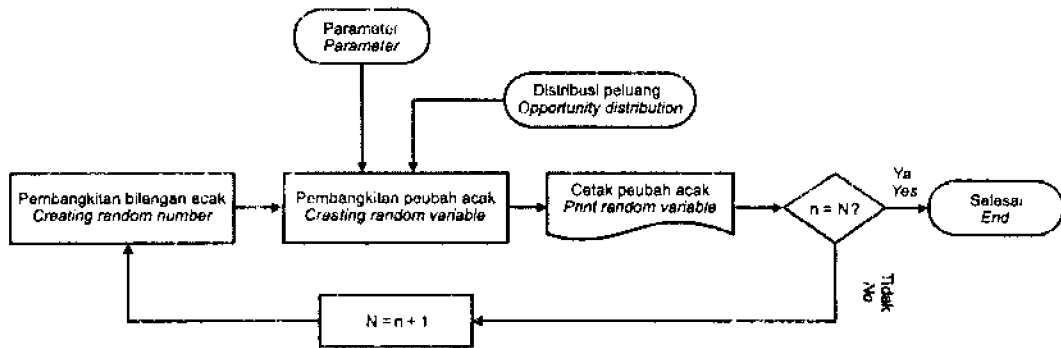 Parameter
Parameter
Distribusi peluang
Opportunity distribution
Pembangkitan bilangan acak
Creating random number
Pembangkitan peubah acak
Creating random variable
Cetak peubah acak
Print random variable
n = N?
Ya
Yes
Selesai
End
Tidak
No
N = n + 1